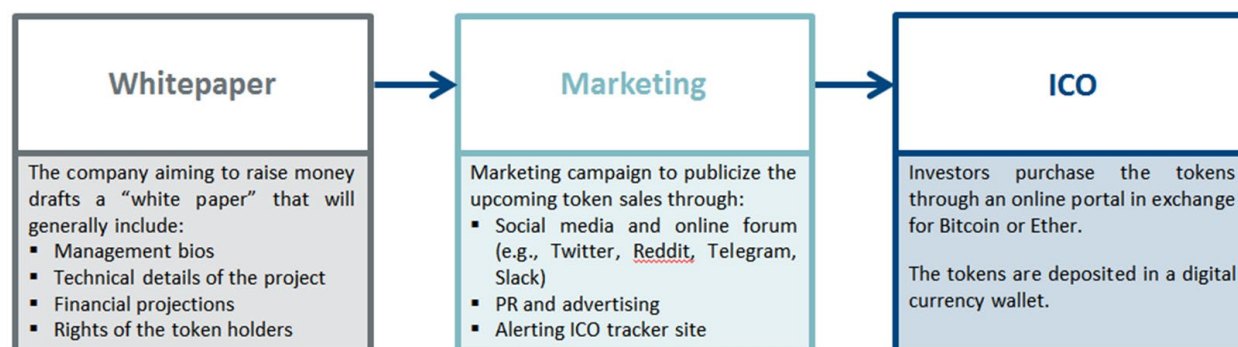 Whitepaper
The company aiming to raise money
drafts a “white paper” that will
generally include:
▪ Management bios
▪ Technical details of the project
▪ Financial projections
▪ Rights of the token holders
Marketing
Marketing campaign to publicize the
upcoming token sales through:
▪ Social media and online forum
(e.g., Twitter, Reddit, Telegram,
Slack)
▪ PR and advertising
▪ Alerting ICO tracker site
ICO
Investors purchase the tokens
through an online portal in exchange
for Bitcoin or Ether.
The tokens are deposited in a digital
currency wallet.